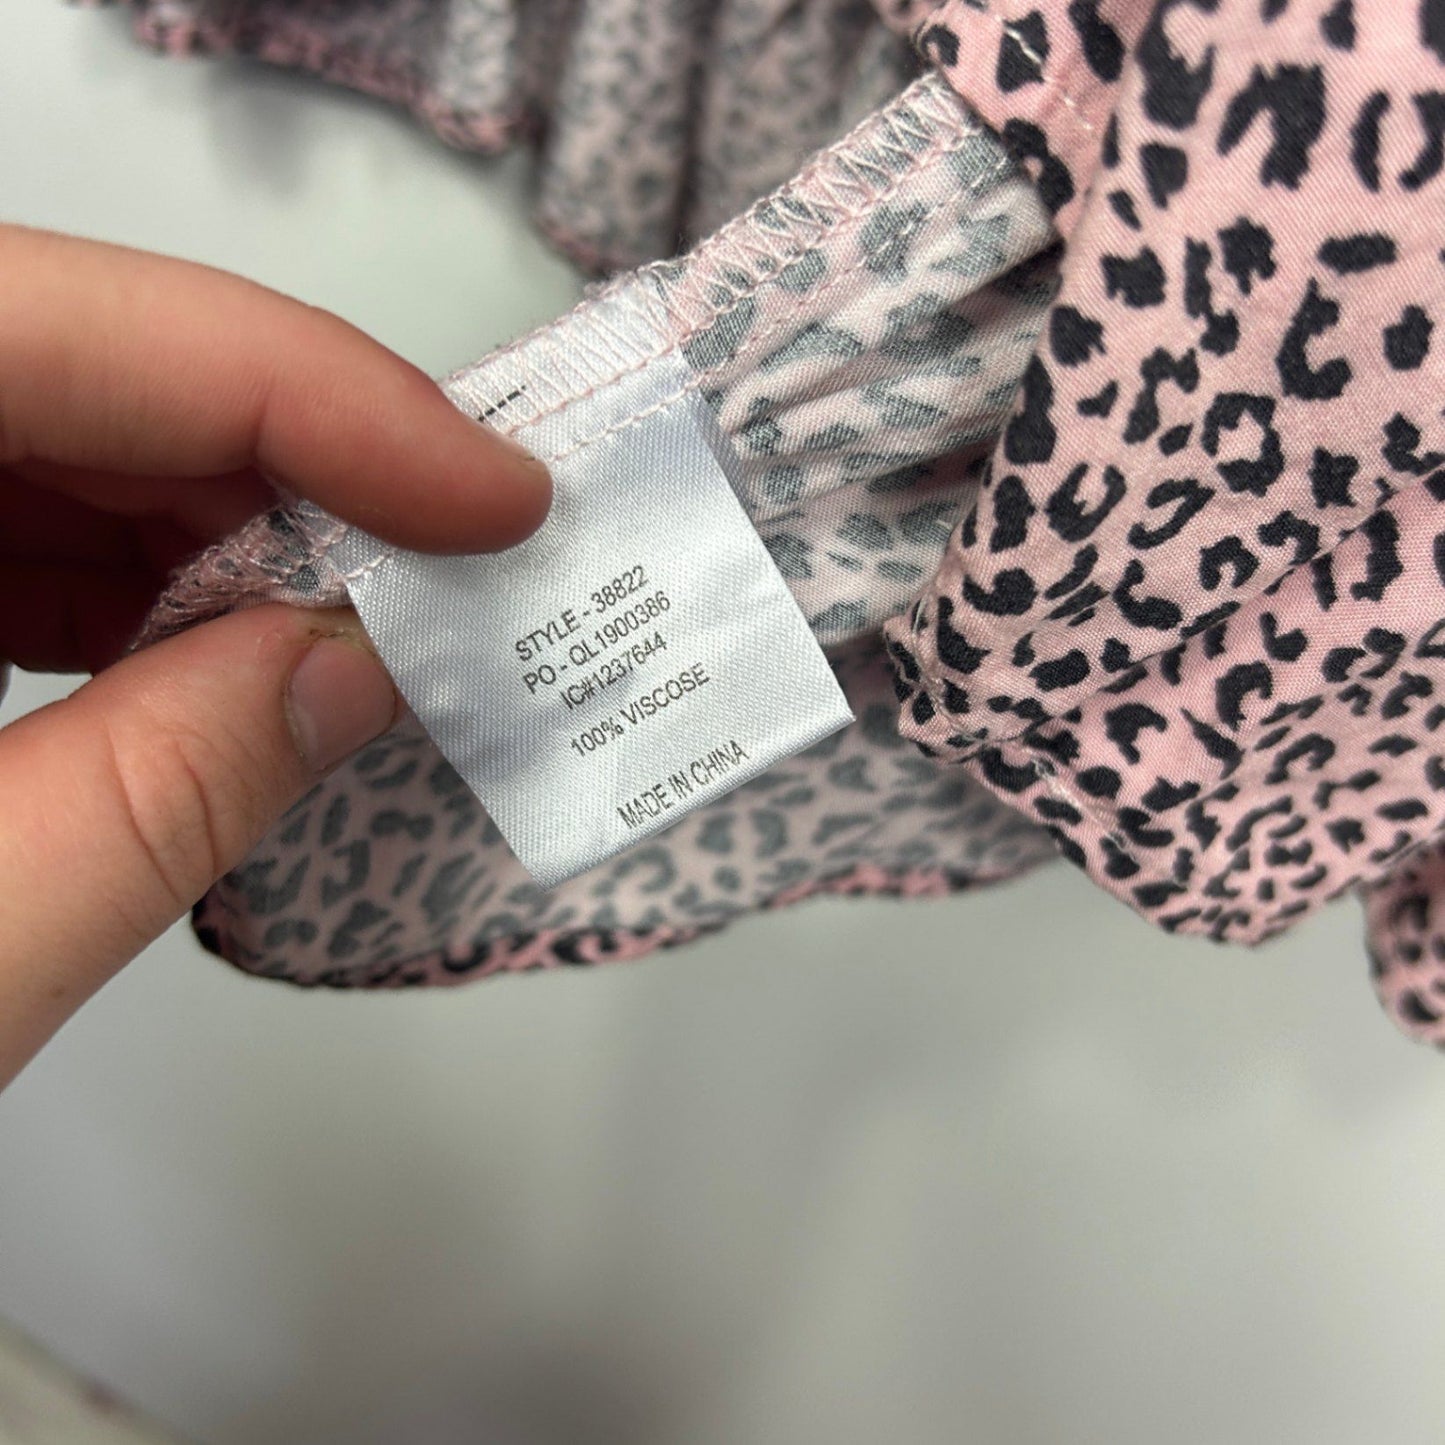 STYLE - 38822
PO - QL1900386
IC#1237644
100% VISCOSE
MADE IN CHINA